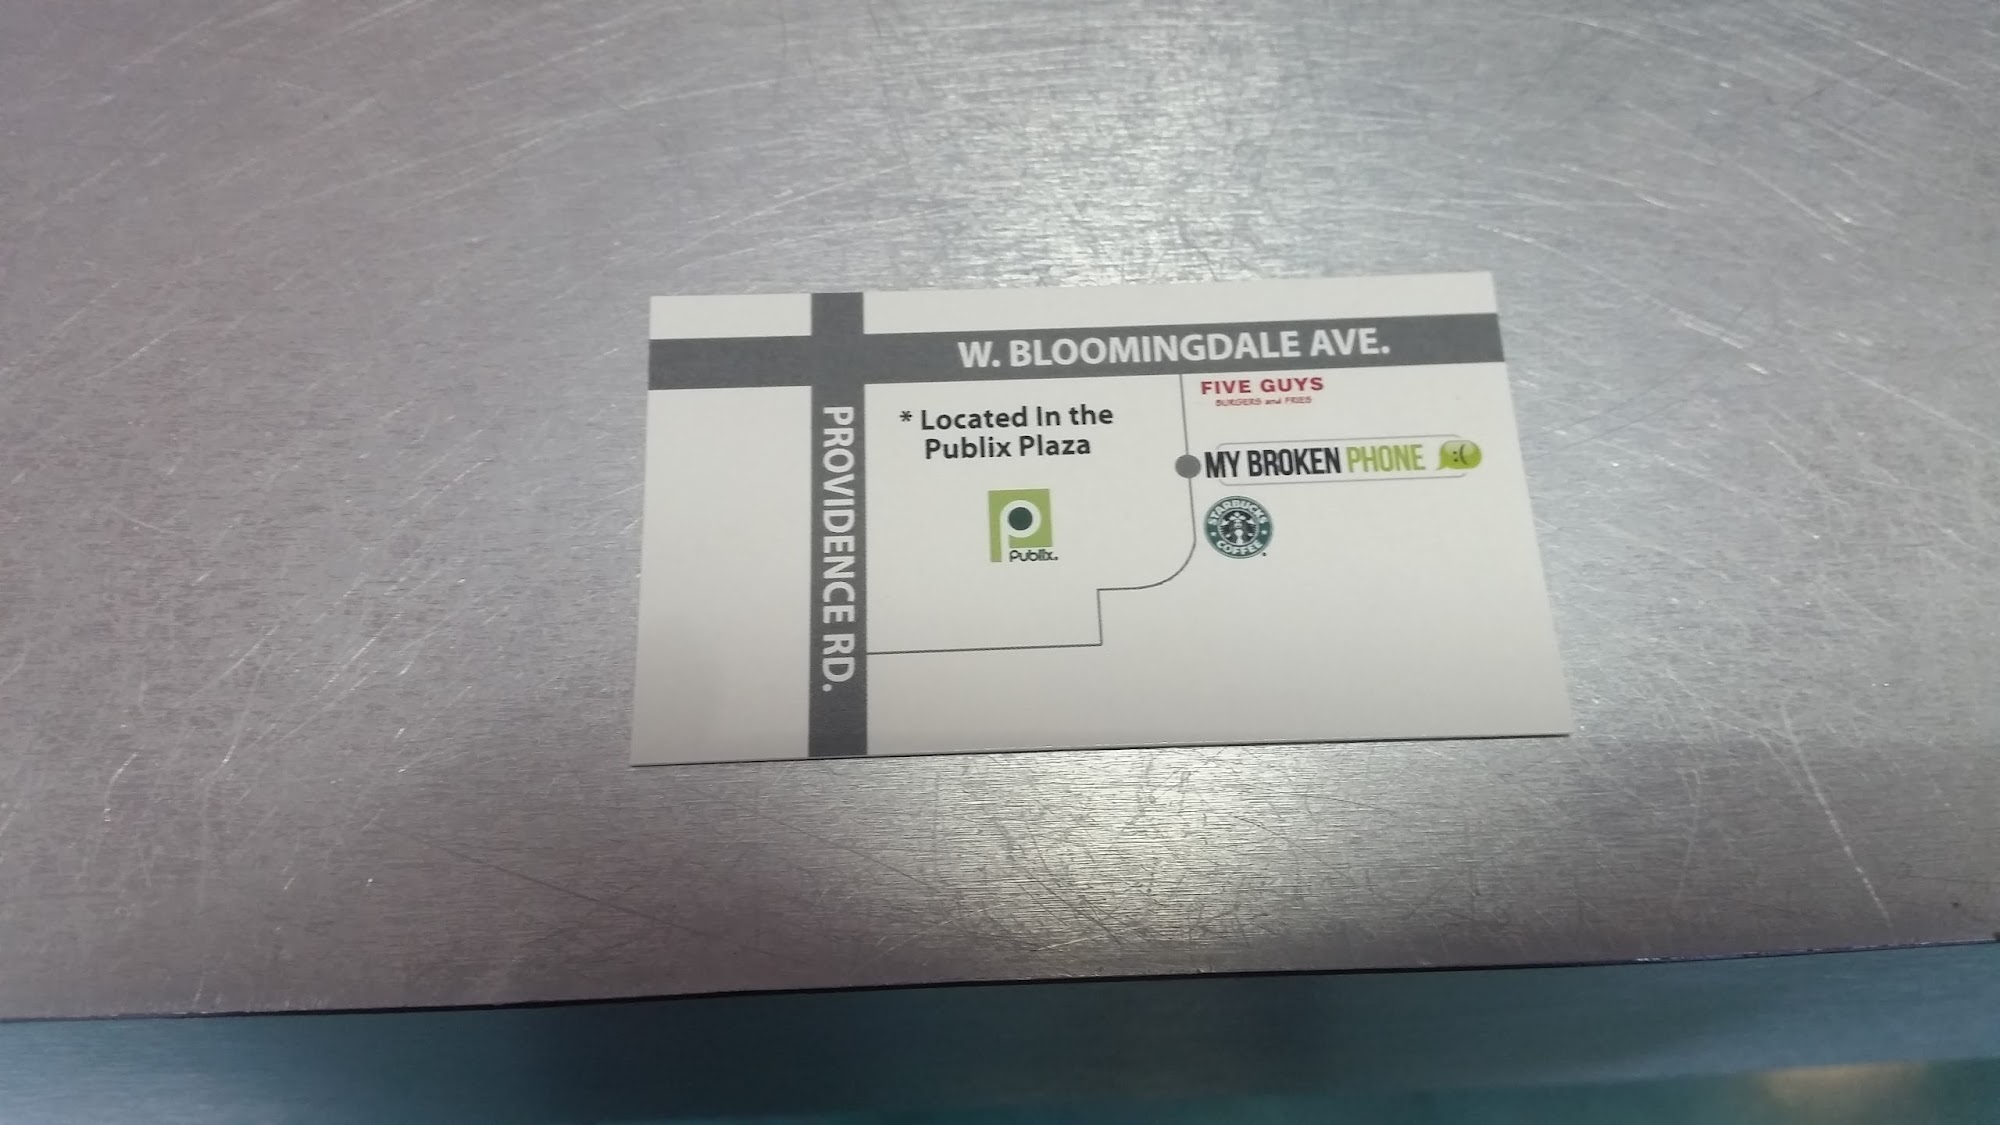 W. BLOOMINGDALE AVE.
PROVIDENCE RD.
* Located In the
Publix Plaza
Publix.
FIVE GUYS
BURGERS and FRIES
MY BROKEN PHONE :(
STARBUCKS
COFFEE